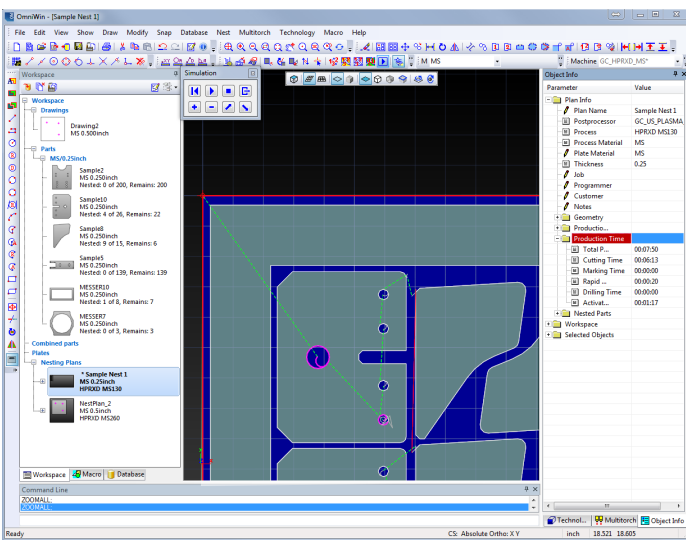 OmniWin - [Sample Nest 1]
File Edit View Show Draw Modify Snap Database Nest Multitorch Technology Macro Help
M MS
Machine GC_HPRXD_MS*
Workspace
Workspace
Drawings
Drawing2
MS 0.500inch
Parts
MS/0.25inch
Sample2
MS 0.250inch
Nested: 0 of 200, Remains: 200
Sample10
MS 0.250inch
Nested: 4 of 26, Remains: 22
Sample8
MS 0.250inch
Nested: 9 of 15, Remains: 6
Sample5
MS 0.250inch
Nested: 0 of 139, Remains: 139
MESSER10
MS 0.250inch
Nested: 1 of 8, Remains: 7
MESSER7
MS 0.250inch
Nested: 0 of 3, Remains: 3
Combined parts
Plates
Nesting Plans
* Sample Nest 1
MS 0.25inch
HPRXD MS130
NestPlan_2
MS 0.5inch
HPRXD MS260
Workspace Macro Database
Simulation
Object Info
Parameter Value
Plan Info
Plan Name Sample Nest 1
Postprocessor GC_US_PLASMA
Process HPRXD MS130
Process Material MS
Plate Material MS
Thickness 0.25
Job
Programmer
Customer
Notes
Geometry
Productio...
Production Time
Total P... 00:07:50
Cutting Time 00:06:13
Marking Time 00:00:00
Rapid ... 00:00:20
Drilling Time 00:00:00
Activat... 00:01:17
Nested Parts
Workspace
Selected Objects
Technol... Multitorch Object Info
Command Line
ZOOMALL:
ZOOMALL:
Ready
CS: Absolute Ortho: X Y
inch 18.521 18.605